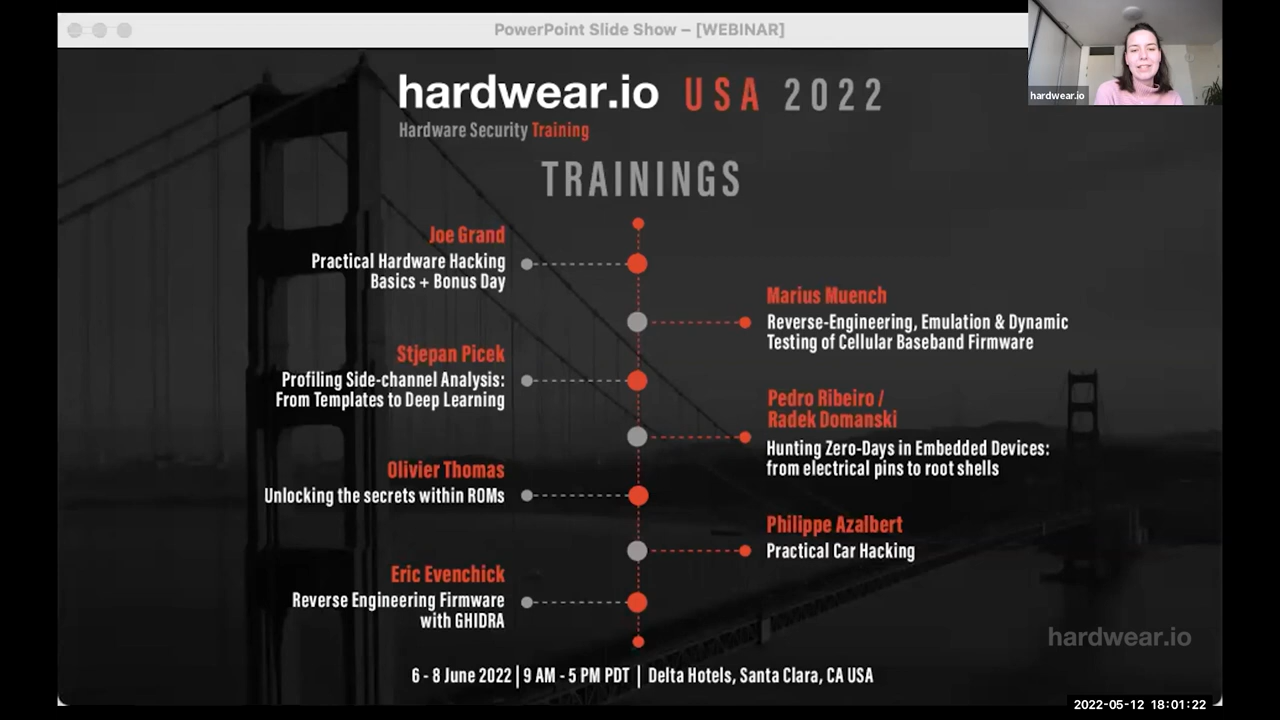 PowerPoint Slide Show – [WEBINAR]
hardwear.io
hardwear.io USA 2022
Hardware Security Training
TRAININGS
Joe Grand
Practical Hardware Hacking
Basics + Bonus Day
Marius Muench
Reverse-Engineering, Emulation & Dynamic
Testing of Cellular Baseband Firmware
Stjepan Picek
Profiling Side-channel Analysis:
From Templates to Deep Learning
Pedro Ribeiro /
Radek Domanski
Hunting Zero-Days in Embedded Devices:
from electrical pins to root shells
Olivier Thomas
Unlocking the secrets within ROMs
Philippe Azalbert
Practical Car Hacking
Eric Evenchick
Reverse Engineering Firmware
with GHIDRA
hardwear.io
6 - 8 June 2022 | 9 AM - 5 PM PDT | Delta Hotels, Santa Clara, CA USA
2022-05-12 18:01:22